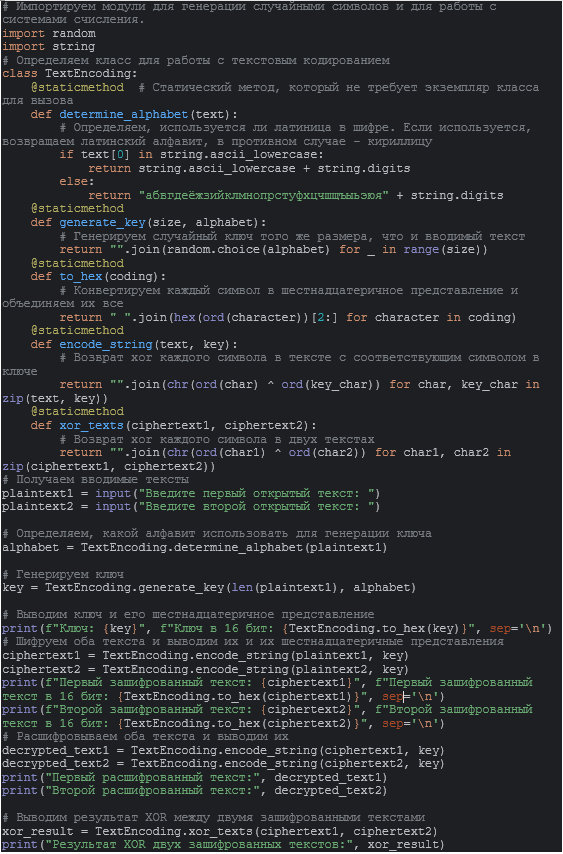 # Импортируем модули для генерации случайными символов и для работы с
системами счисления.
import random
import string
# Определяем класс для работы с текстовым кодированием
class TextEncoding:
    @staticmethod  # Статический метод, который не требует экземпляр класса
для вызова
    def determine_alphabet(text):
        # Определяем, используется ли латиница в шифре. Если используется,
возвращаем латинский алфавит, в противном случае - кириллицу
        if text[0] in string.ascii_lowercase:
            return string.ascii_lowercase + string.digits
        else:
            return "абвгдеёжзийклмнопрстуфхцчшщъыьэюя" + string.digits
    @staticmethod
    def generate_key(size, alphabet):
        # Генерируем случайный ключ того же размера, что и вводимый текст
        return "".join(random.choice(alphabet) for _ in range(size))
    @staticmethod
    def to_hex(coding):
        # Конвертируем каждый символ в шестнадцатеричное представление и
объединяем их все
        return " ".join(hex(ord(character))[2:] for character in coding)
    @staticmethod
    def encode_string(text, key):
        # Возврат хог каждого символа в тексте с соответствующим символом в
ключе
        return "".join(chr(ord(char) ^ ord(key_char)) for char, key_char in
zip(text, key))
    @staticmethod
    def xor_texts(ciphertext1, ciphertext2):
        # Возврат хог каждого символа в двух текстах
        return "".join(chr(ord(char1) ^ ord(char2)) for char1, char2 in
zip(ciphertext1, ciphertext2))
# Получаем вводимые тексты
plaintext1 = input("Введите первый открытый текст: ")
plaintext2 = input("Введите второй открытый текст: ")
# Определяем, какой алфавит использовать для генерации ключа
alphabet = TextEncoding.determine_alphabet(plaintext1)
# Генерируем ключ
key = TextEncoding.generate_key(len(plaintext1), alphabet)
# Выводим ключ и его шестнадцатеричное представление
print(f"Ключ: {key}", f"Ключ в 16 бит: {TextEncoding.to_hex(key)}", sep='\n')
# Шифруем оба текста и выводим их и их шестнадцатеричные представления
ciphertext1 = TextEncoding.encode_string(plaintext1, key)
ciphertext2 = TextEncoding.encode_string(plaintext2, key)
print(f"Первый зашифрованный текст: {ciphertext1}", f"Первый зашифрованный
текст в 16 бит: {TextEncoding.to_hex(ciphertext1)}", sep='\n')
print(f"Второй зашифрованный текст: {ciphertext2}", f"Второй зашифрованный
текст в 16 бит: {TextEncoding.to_hex(ciphertext2)}", sep='\n')
# Расшифровываем оба текста и выводим их
decrypted_text1 = TextEncoding.encode_string(ciphertext1, key)
decrypted_text2 = TextEncoding.encode_string(ciphertext2, key)
print("Первый расшифрованный текст:", decrypted_text1)
print("Второй расшифрованный текст:", decrypted_text2)
# Выводим результат XOR между двумя зашифрованными текстами
xor_result = TextEncoding.xor_texts(ciphertext1, ciphertext2)
print("Результат XOR двух зашифрованных текстов:", xor_result)